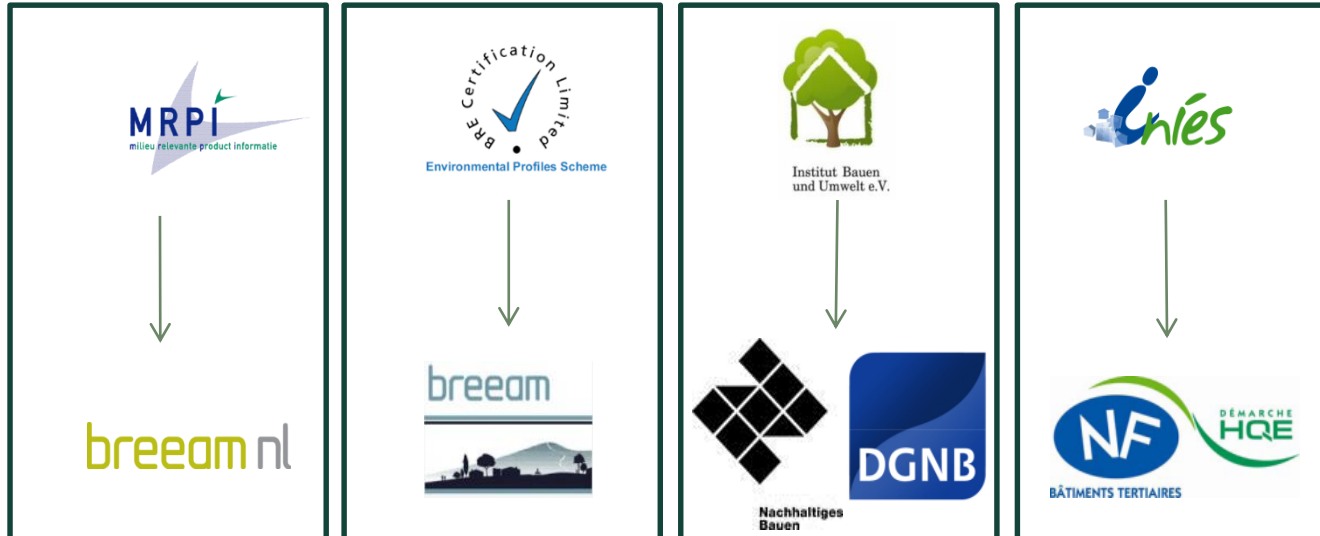 MRPI
milieu relevante product informatie
breeam nl
BRE Certification Limited
Environmental Profiles Scheme
breeam
Institut Bauen
und Umwelt e.V.
Nachhaltiges
Bauen
DGNB
iniés
NF
BÂTIMENTS TERTIAIRES
DÉMARCHE
HQE